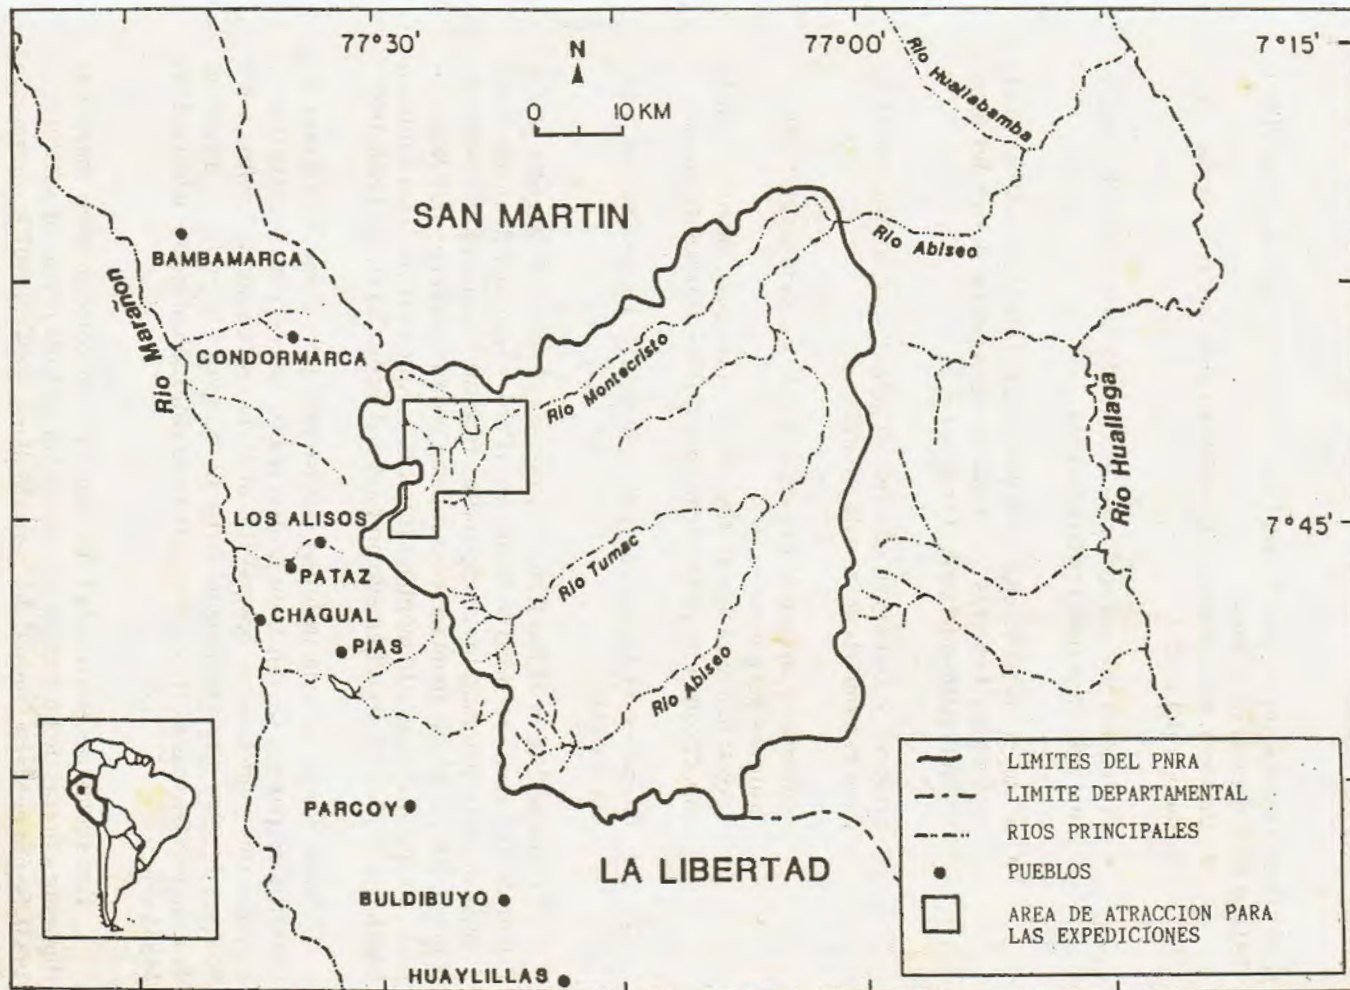 77°30'
77°00'
7°15'
N
0 10 KM
Rio Huallabamba
SAN MARTIN
Rio Abiseo
BAMBAMARCA
Rio Marañon
CONDORMARCA
Rio Montecristo
Rio Huallaga
LOS ALISOS
7°45'
PATAZ
Rio Tumac
CHAGUAL
PIAS
Rio Abiseo
PARCOY
LA LIBERTAD
BULDIBUYO
HUAYLILLAS
LIMITES DEL PNRA
LIMITE DEPARTAMENTAL
RIOS PRINCIPALES
PUEBLOS
AREA DE ATRACCION PARA
LAS EXPEDICIONES